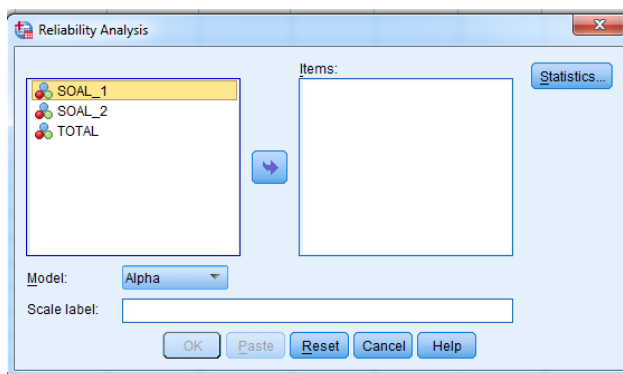 Reliability Analysis
Items:
Statistics...
SOAL_1
SOAL_2
TOTAL
Model:
Alpha
Scale label:
OK Paste Reset Cancel Help